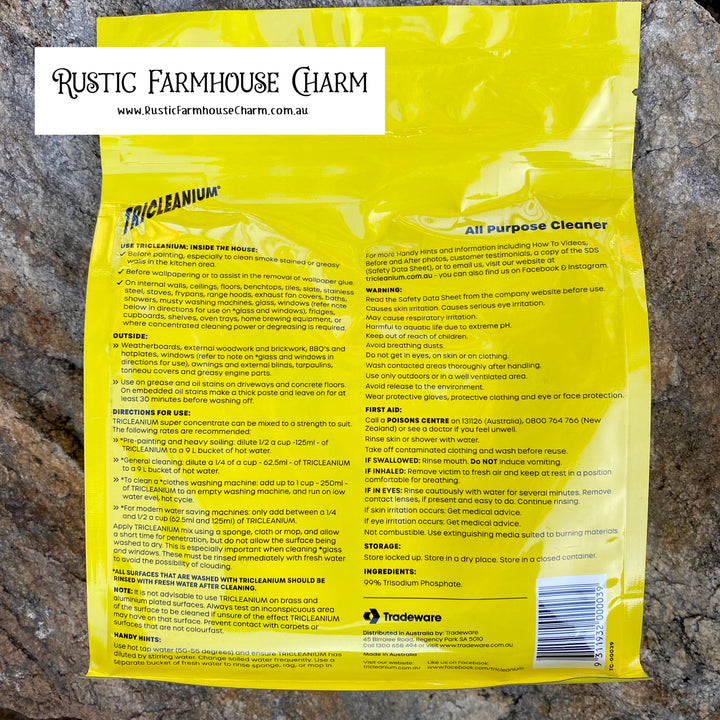 RUSTIC FARMHOUSE CHARM
www.RusticFarmhouseCharm.com.au
TRICLEANIUM®
USE TRICLEANIUM: INSIDE THE HOUSE:
✓ Before painting, especially to clean smoke stained or greasy
walls in the kitchen area.
✓ Before wallpapering or to assist in the removal of wallpaper glue.
✓ On internal walls, ceilings, floors, benchtops, tiles, slate, stainless
steel, stoves, frypans, range hoods, exhaust fan covers, baths,
showers, musty washing machines, glass, windows (refer note
below in directions for use on *glass and windows), fridges,
cupboards, shelves, oven trays, home brewing equipment, or
where concentrated cleaning power or degreasing is required.
OUTSIDE:
» Weatherboards, external woodwork and brickwork, BBQ's and
hotplates, windows (refer to note on *glass and windows in
directions for use), awnings and external blinds, tarpaulins,
tonneau covers and greasy engine parts.
» Use on grease and oil stains on driveways and concrete floors.
On embedded oil stains make a thick paste and leave on for at
least 30 minutes before washing off.
DIRECTIONS FOR USE:
TRICLEANIUM super concentrate can be mixed to a strength to suit.
The following rates are recommended:
» *Pre-painting and heavy soiling: dilute 1/2 a cup -125ml - of
TRICLEANIUM to a 9 L bucket of hot water.
» *General cleaning: dilute a 1/4 of a cup - 62.5ml - of TRICLEANIUM
to a 9 L bucket of hot water.
» *To clean a *clothes washing machine: add up to 1 cup - 250ml -
of TRICLEANIUM to an empty washing machine, and run on low
water evel, hot cycle.
» *For modern water saving machines: only add between a 1/4
and 1/2 a cup (62.5ml and 125ml) of TRICLEANIUM.
Apply TRICLEANIUM mix using a sponge, cloth or mop, and allow
a short time for penetration, but do not allow the surface being
washed to dry. This is especially important when cleaning *glass
and windows. These must be rinsed immediately with fresh water
to avoid the possibility of clouding.
*ALL SURFACES THAT ARE WASHED WITH TRICLEANIUM SHOULD BE
RINSED WITH FRESH WATER AFTER CLEANING.
NOTE: It is not advisable to use TRICLEANIUM on brass and
aluminium plated surfaces. Always test an inconspicuous area
of the surface to be cleaned if unsure of the effect TRICLEANIUM
may have on that surface. Prevent contact with carpets or
surfaces that are not colourfast.
HANDY HINTS:
Use hot tap water (50-55 degrees) and ensure TRICLEANIUM has
diluted by stirring water. Change soiled water frequently. Use a
separate bucket of fresh water to rinse sponge, rag, or mop in.
All Purpose Cleaner
For more Handy Hints and information including How To Videos,
Before and After photos, customer testimonials, a copy of the SDS
(Safety Data Sheet), or to email us, visit our website at
tricleanium.com.au - you can also find us on Facebook & Instagram.
WARNING:
Read the Safety Data Sheet from the company website before use.
Causes skin irritation. Causes serious eye irritation.
May cause respiratory irritation.
Harmful to aquatic life due to extreme pH.
Keep out of reach of children.
Avoid breathing dusts.
Do not get in eyes, on skin or on clothing.
Wash contacted areas thoroughly after handling.
Use only outdoors or in a well ventilated area.
Avoid release to the environment.
Wear protective gloves, protective clothing and eye or face protection.
FIRST AID:
Call a POISONS CENTRE on 131126 (Australia), 0800 764 766 (New
Zealand) or see a doctor if you feel unwell.
Rinse skin or shower with water.
Take off contaminated clothing and wash before reuse.
IF SWALLOWED: Rinse mouth. Do NOT induce vomiting.
IF INHALED: Remove victim to fresh air and keep at rest in a position
comfortable for breathing.
IF IN EYES: Rinse cautiously with water for several minutes. Remove
contact lenses, if present and easy to do. Continue rinsing.
If skin irritation occurs: Get medical advice.
If eye irritation occurs: Get medical advice.
Not combustible. Use extinguishing media suited to burning materials.
STORAGE:
Store locked up. Store in a dry place. Store in a closed container.
INGREDIENTS:
99% Trisodium Phosphate.
Tradeware
Distributed in Australia by: Tradeware
45 Birralee Road, Regency Park SA 5010
Call 1300 658 494 or visit www.tradeware.com.au
Made in Australia
Visit our website:
tricleanium.com.au
Like us on Facebook:
www.facebook.com/tricleanium
9 311932 000039
TC-00039